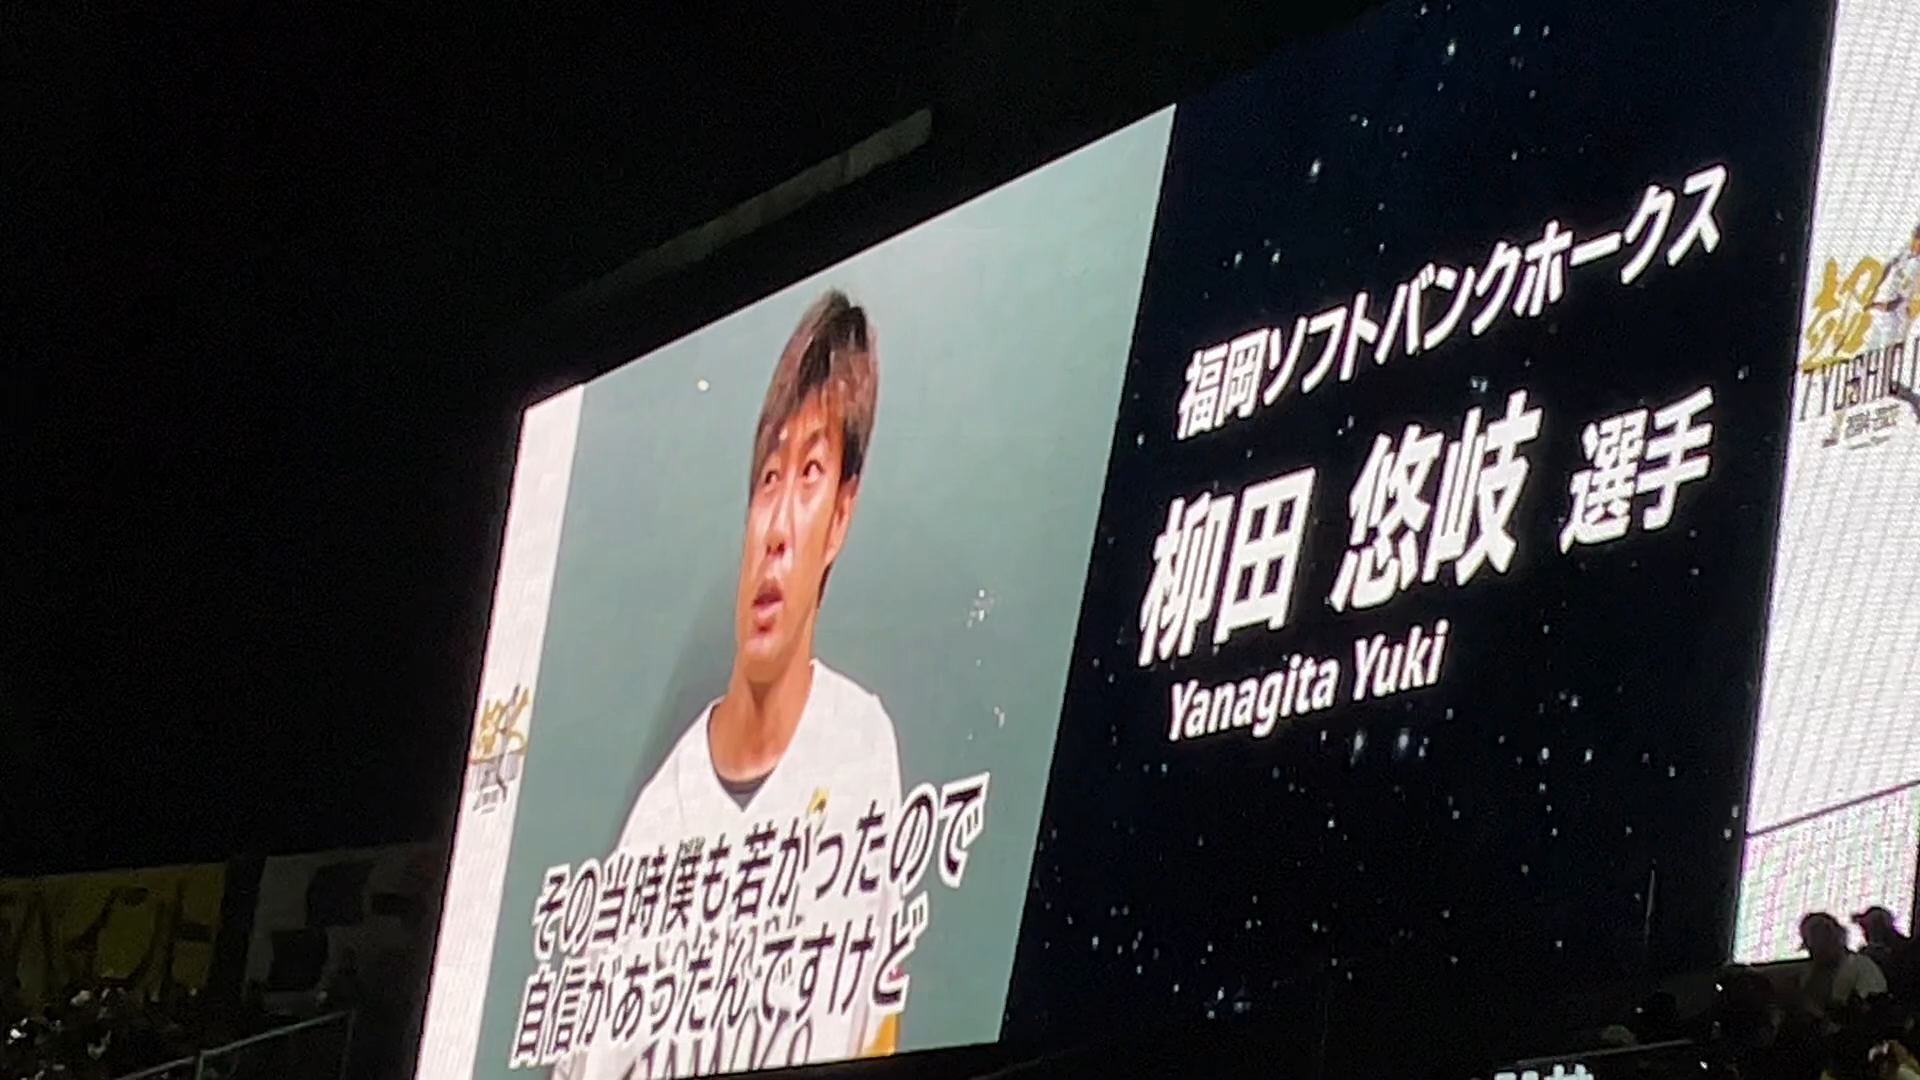 福岡ソフトバンクホークス
柳田 悠岐 選手
Yanagita Yuki
その当時僕も若かったので
自信があったんですけど